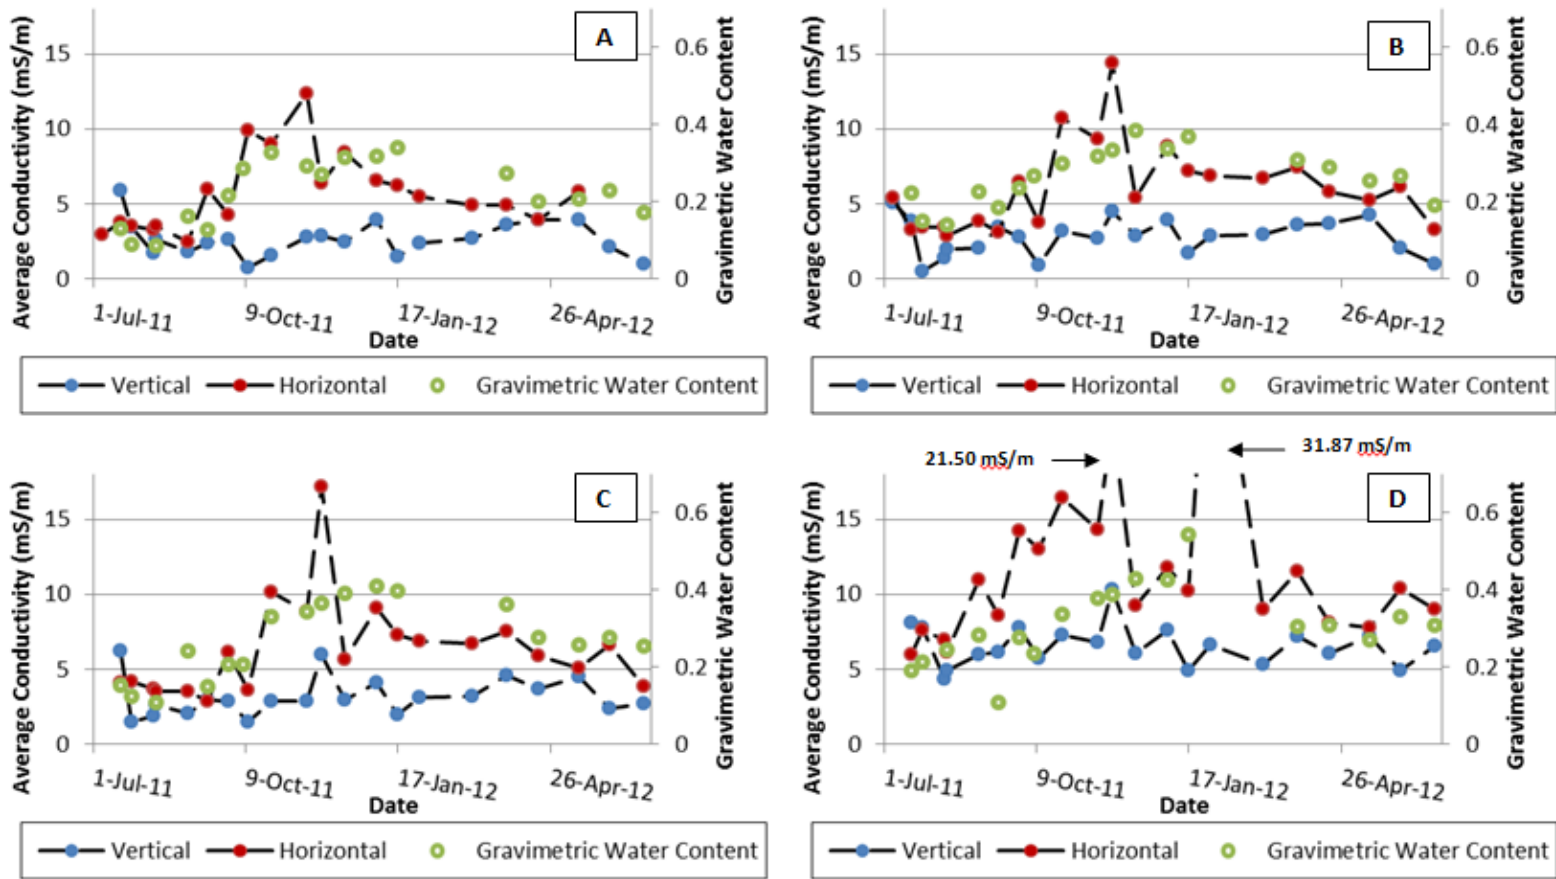 A
Average Conductivity (mS/m)
15
10
5
0
0.6
0.4
0.2
0
Gravimetric Water Content
1-Jul-11 9-Oct-11 17-Jan-12 26-Apr-12
Date
Vertical Horizontal Gravimetric Water Content
B
Average Conductivity (mS/m)
15
10
5
0
0.6
0.4
0.2
0
Gravimetric Water Content
1-Jul-11 9-Oct-11 17-Jan-12 26-Apr-12
Date
Vertical Horizontal Gravimetric Water Content
C
Average Conductivity (mS/m)
15
10
5
0
0.6
0.4
0.2
0
Gravimetric Water Content
1-Jul-11 9-Oct-11 17-Jan-12 26-Apr-12
Date
Vertical Horizontal Gravimetric Water Content
21.50 mS/m
31.87 mS/m
D
Average Conductivity (mS/m)
15
10
5
0
0.6
0.4
0.2
0
Gravimetric Water Content
1-Jul-11 9-Oct-11 17-Jan-12 26-Apr-12
Date
Vertical Horizontal Gravimetric Water Content